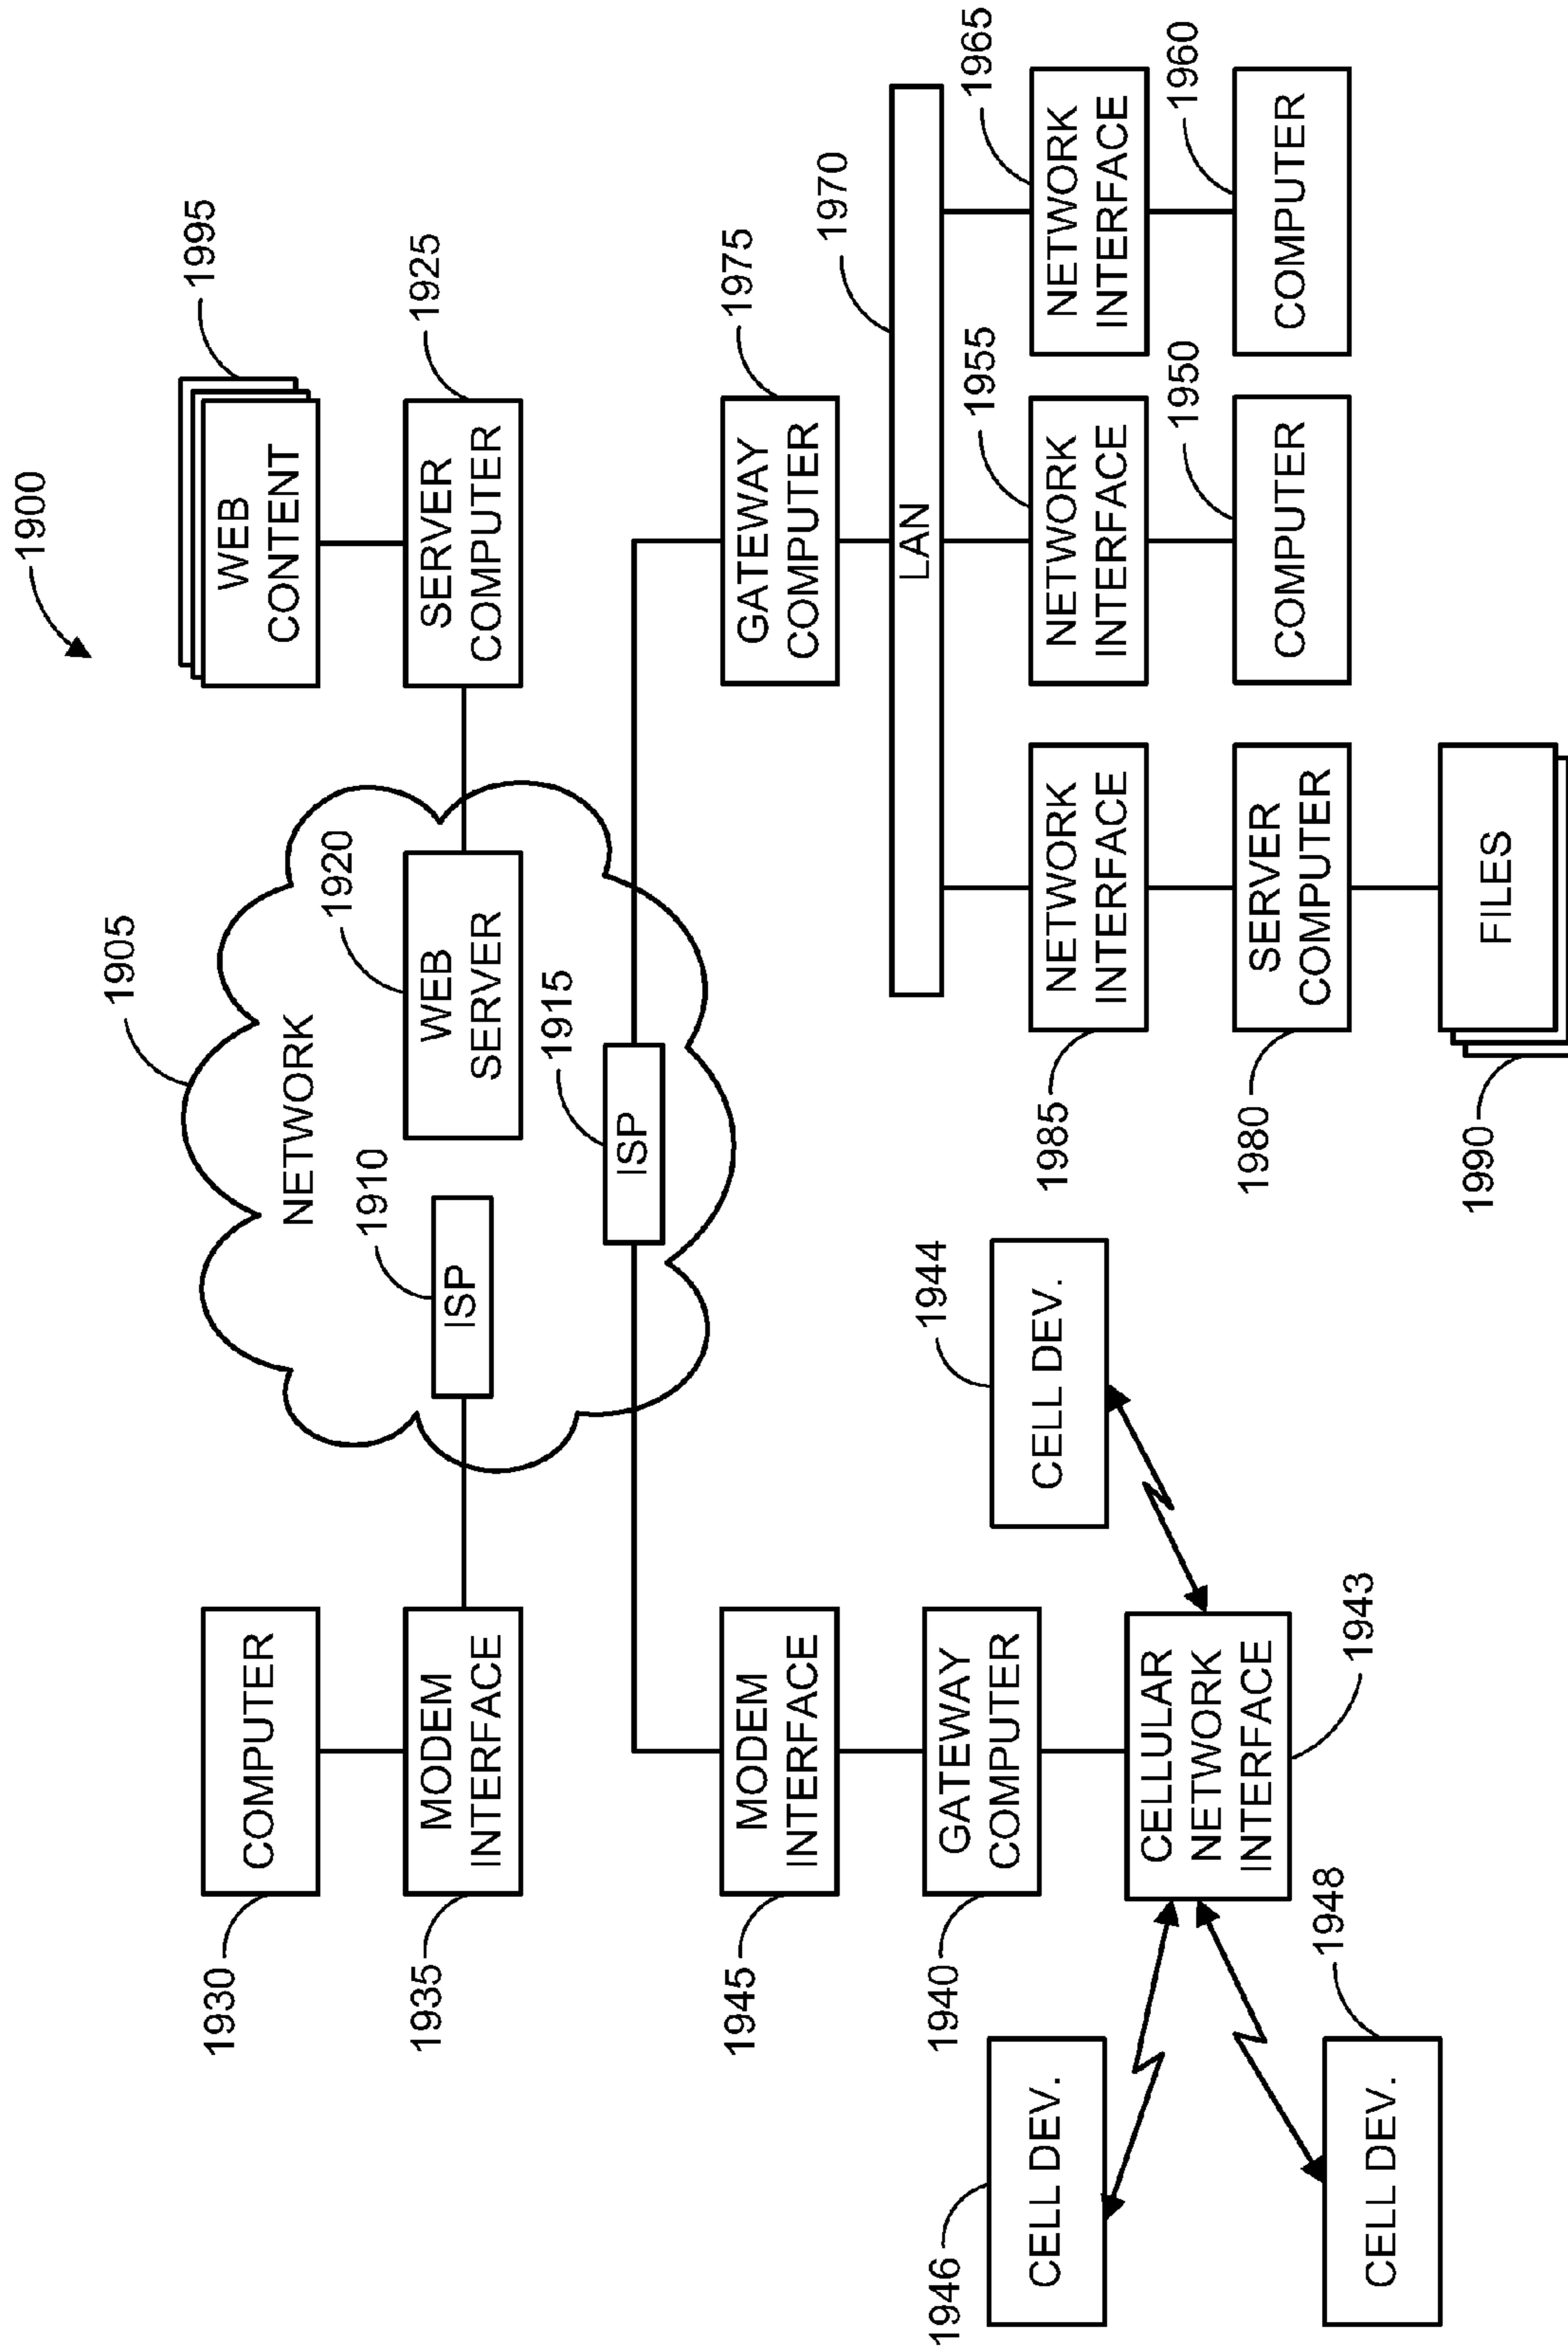 1900
1905
NETWORK
1910
ISP
1920
WEB
SERVER
1915
ISP
1995
WEB
CONTENT
1925
SERVER
COMPUTER
1930
COMPUTER
1935
MODEM
INTERFACE
1945
MODEM
INTERFACE
1940
GATEWAY
COMPUTER
CELLULAR
NETWORK
INTERFACE
1943
1946
CELL DEV.
1948
CELL DEV.
1944
CELL DEV.
1975
GATEWAY
COMPUTER
1970
LAN
1985
NETWORK
INTERFACE
1955
NETWORK
INTERFACE
1965
NETWORK
INTERFACE
1980
SERVER
COMPUTER
1950
COMPUTER
1960
COMPUTER
1990
FILES